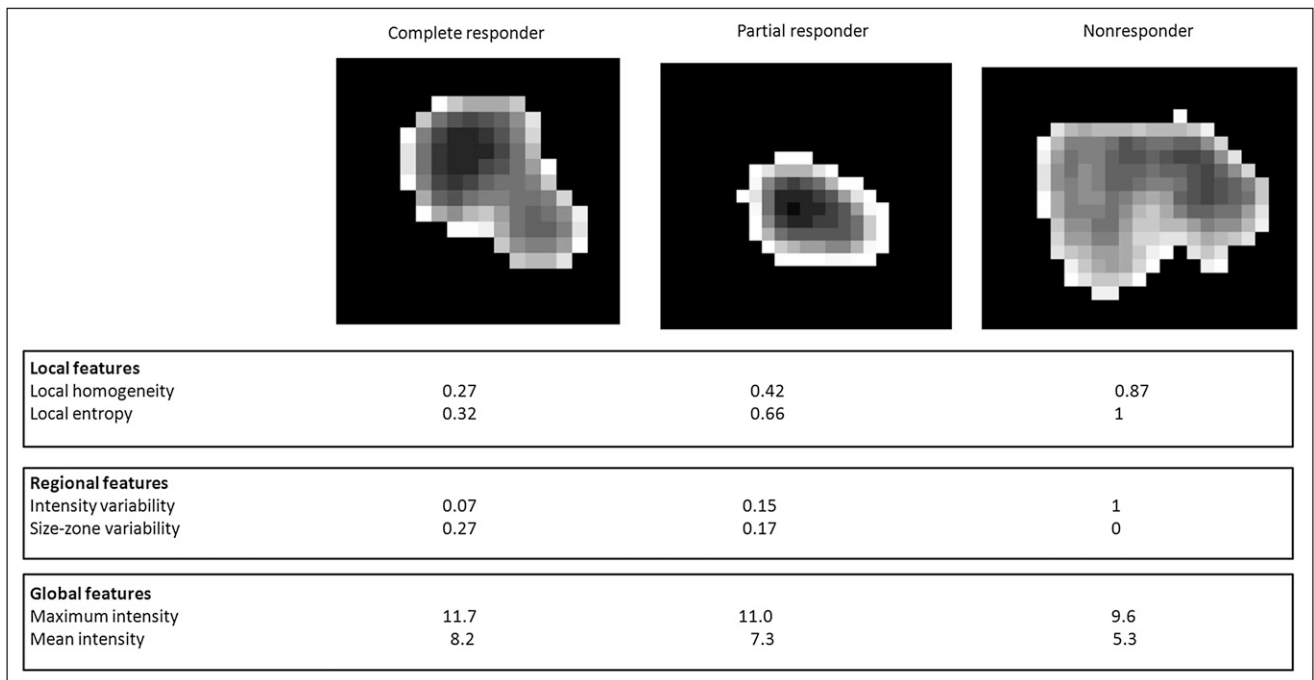 Complete responder Partial responder Nonresponder
Local features
Local homogeneity 0.27 0.42 0.87
Local entropy 0.32 0.66 1
Regional features
Intensity variability 0.07 0.15 1
Size-zone variability 0.27 0.17 0
Global features
Maximum intensity 11.7 11.0 9.6
Mean intensity 8.2 7.3 5.3